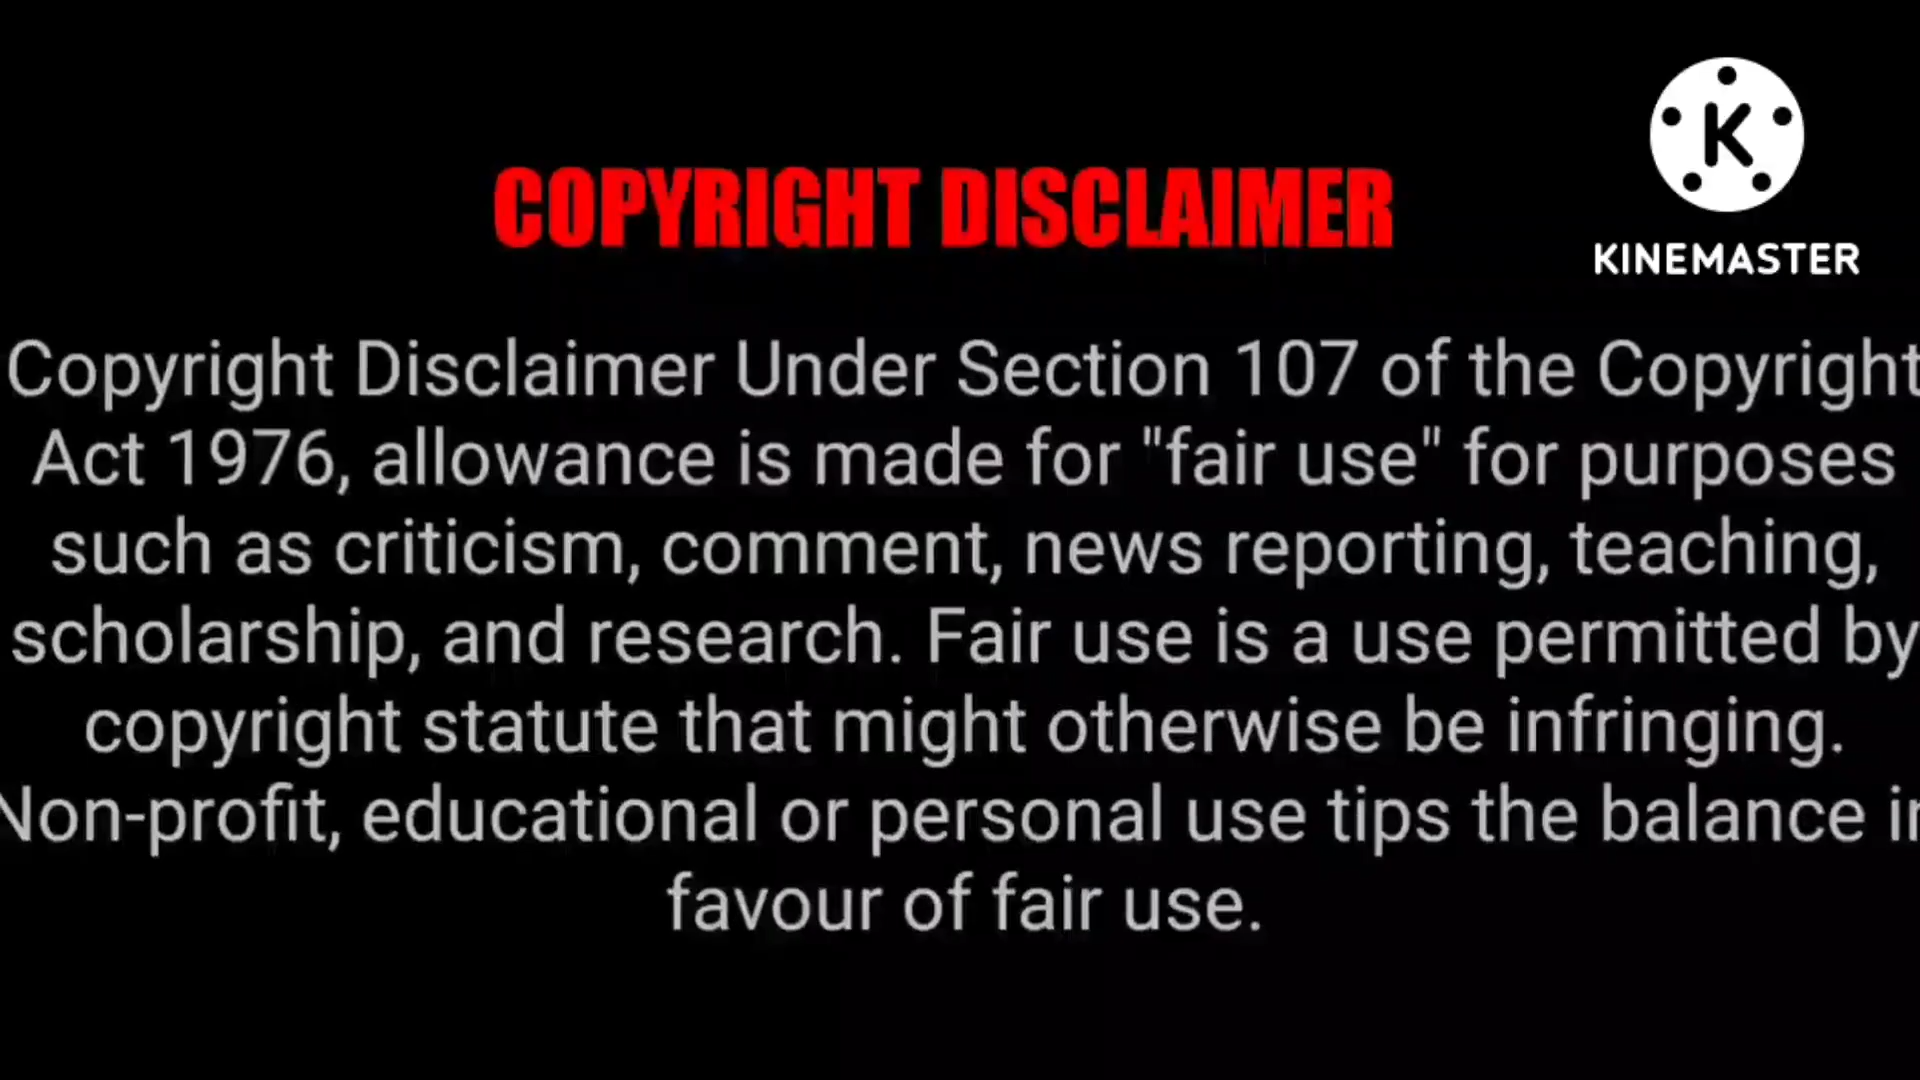 COPYRIGHT DISCLAIMER
K
KINEMASTER
Copyright Disclaimer Under Section 107 of the Copyright
Act 1976, allowance is made for "fair use" for purposes
such as criticism, comment, news reporting, teaching,
scholarship, and research. Fair use is a use permitted by
copyright statute that might otherwise be infringing.
Non-profit, educational or personal use tips the balance in
favour of fair use.